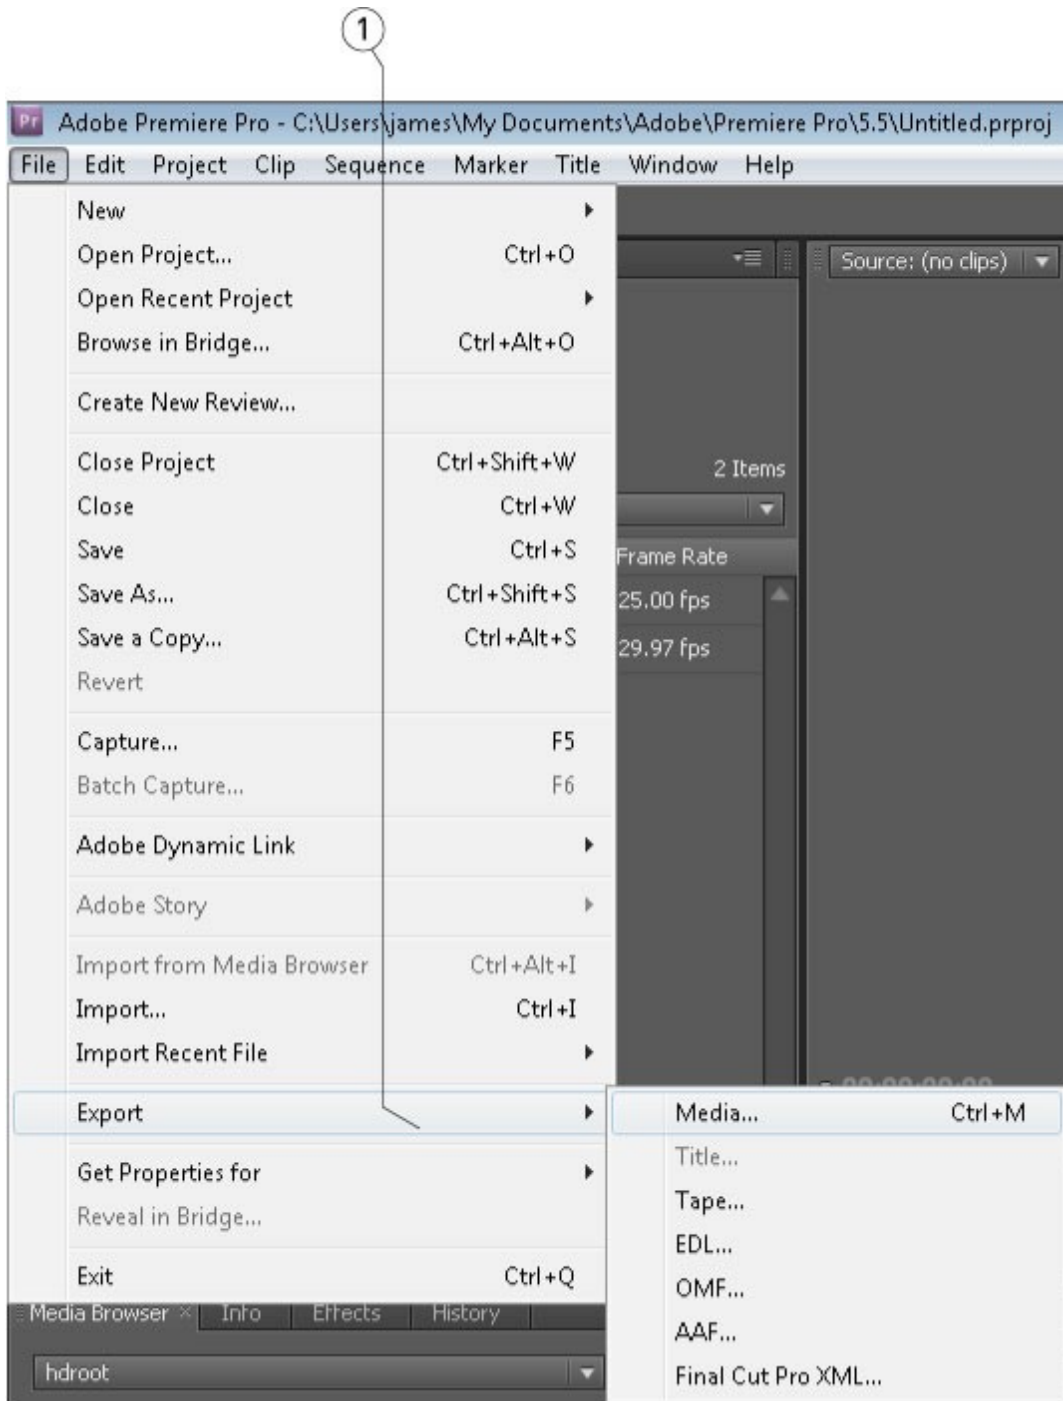 1
Pr Adobe Premiere Pro - C:\Users\james\My Documents\Adobe\Premiere Pro\5.5\Untitled.prproj
File Edit Project Clip Sequence Marker Title Window Help
New
Open Project... Ctrl+O
Open Recent Project
Browse in Bridge... Ctrl+Alt+O
Create New Review...
Close Project Ctrl+Shift+W
Close Ctrl+W
Save Ctrl+S
Save As... Ctrl+Shift+S
Save a Copy... Ctrl+Alt+S
Revert
Capture... F5
Batch Capture... F6
Adobe Dynamic Link
Adobe Story
Import from Media Browser Ctrl+Alt+I
Import... Ctrl+I
Import Recent File
Export
Get Properties for
Reveal in Bridge...
Exit Ctrl+Q
Source: (no clips)
2 Items
Frame Rate
25.00 fps
29.97 fps
Media... Ctrl+M
Title...
Tape...
EDL...
OMF...
AAF...
Final Cut Pro XML...
Media Browser Info Effects History
hdroot